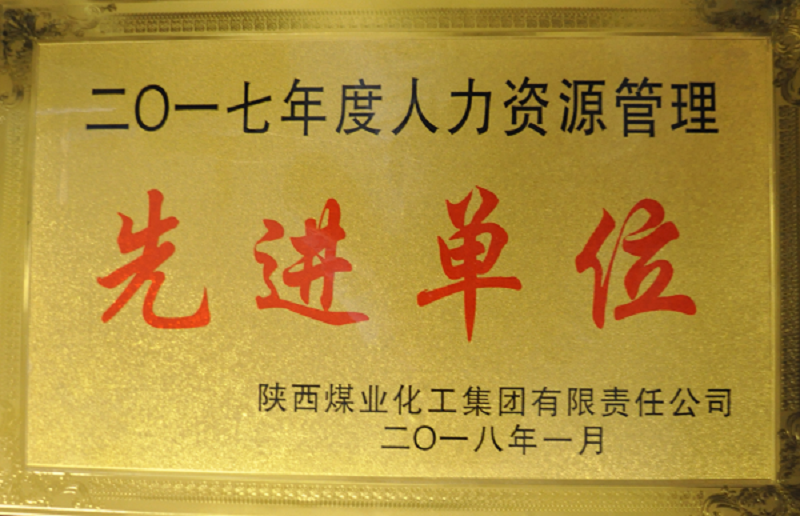 二〇一七年度人力资源管理
先进单位
陕西煤业化工集团有限责任公司
二〇一八年一月